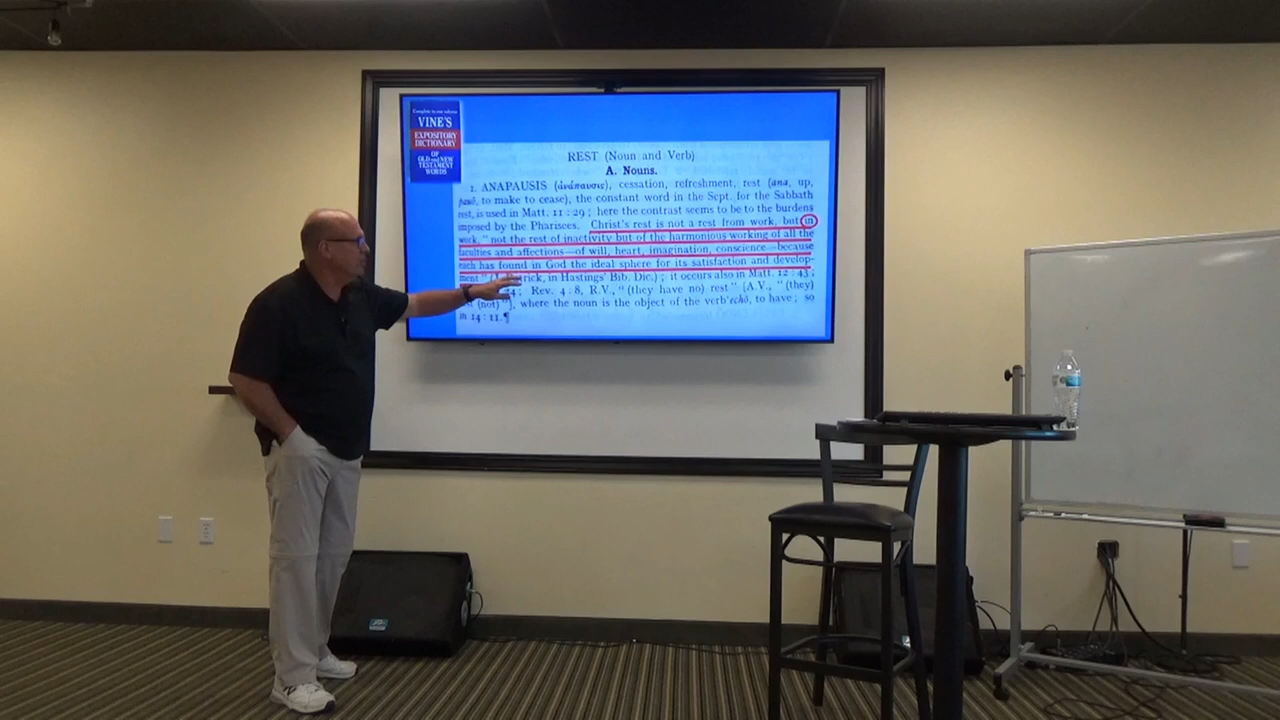 Complete in one volume
VINE'S
EXPOSITORY
DICTIONARY
OF
OLD AND NEW
TESTAMENT
WORDS
REST (Noun and Verb)
A. Nouns.
1. ANAPAUSIS (ἀνάπαυσις), cessation, refreshment, rest (ana, up,
pauō, to make to cease), the constant word in the Sept. for the Sabbath
rest, is used in Matt. 11 : 29 ; here the contrast seems to be to the burdens
imposed by the Pharisees. Christ's rest is not a rest from work, but in
work, " not the rest of inactivity but of the harmonious working of all the
faculties and affections—of will, heart, imagination, conscience—because
each has found in God the ideal sphere for its satisfaction and develop-
ment " trick, in Hastings' Bib. Dic.) ; it occurs also in Matt. 12 : 43 ;
24 ; Rev. 4 : 8, R.V., " (they have no) rest " [A.V., " (they)
(not) "], where the noun is the object of the verb echō, to have ; so
in 14 : 11.¶